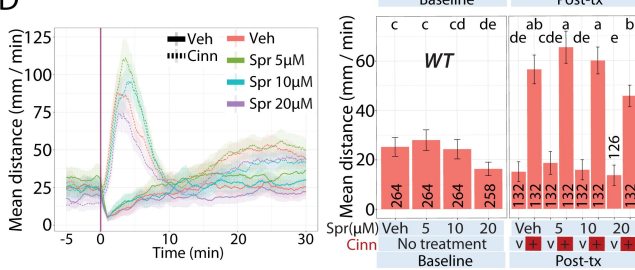 D
Mean distance (mm / min)
125
100
75
50
25
0
-5 0 10 20 30
Time (min)
Veh
Cinn
Veh
Spr 5μM
Spr 10μM
Spr 20μM
Baseline
Post-tx
Mean distance (mm / min)
60
40
20
0
c c cd de
WT
264 264 264 258
ab a a b
de cde de e
132 132 132 132 132 132 126 132
Spr(μM) Veh 5 10 20 Veh 5 10 20
Cinn No treatment v + v + v + v +
Baseline Post-tx